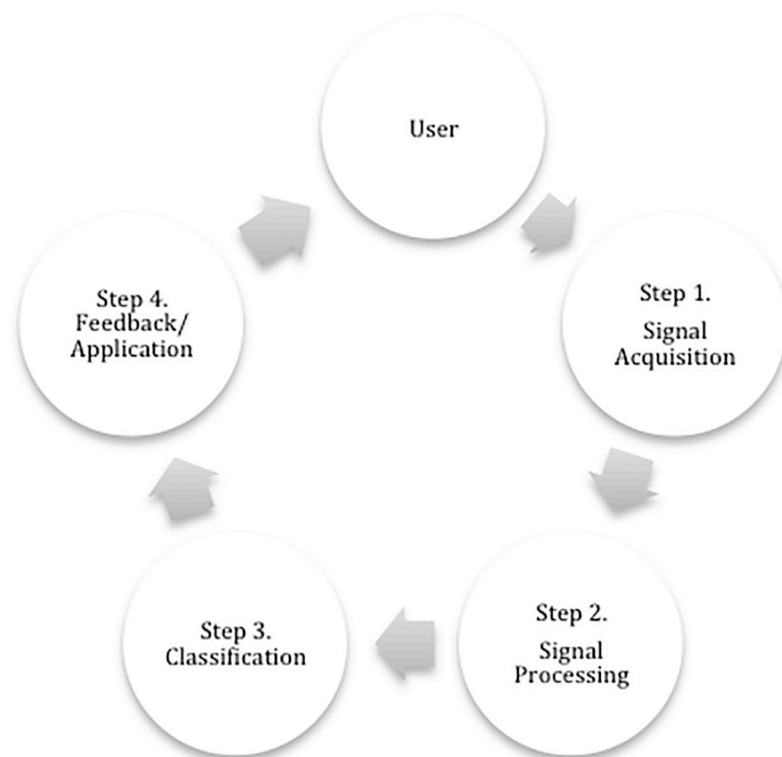 User
Step 1.
Signal
Acquisition
Step 2.
Signal
Processing
Step 3.
Classification
Step 4.
Feedback/
Application